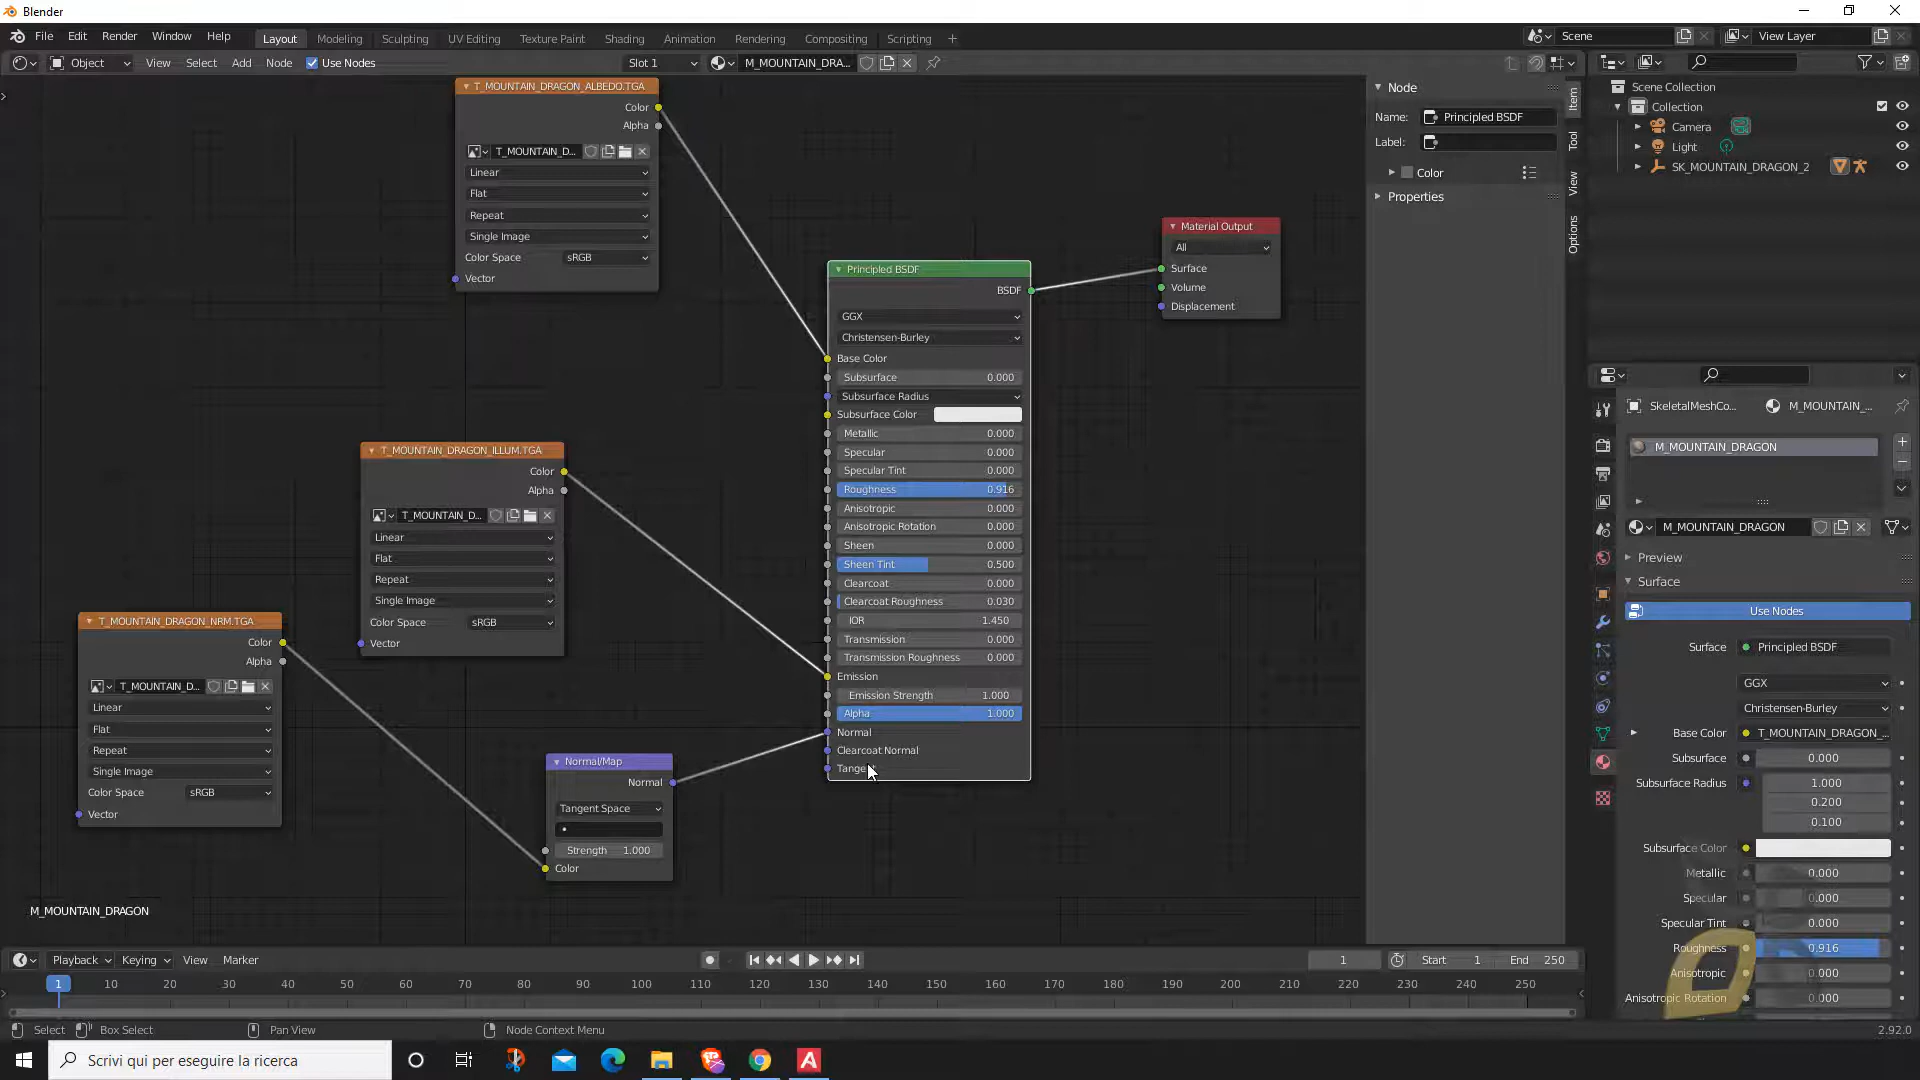 Blender
File Edit Render Window Help
Layout Modeling Sculpting UV Editing Texture Paint Shading Animation Rendering Compositing Scripting +
Scene
View Layer
Object View Select Add Node Use Nodes
Slot 1
M_MOUNTAIN_DRA...
T_MOUNTAIN_DRAGON_ALBEDO.TGA
Color
Alpha
T_MOUNTAIN_D...
Linear
Flat
Repeat
Single Image
Color Space sRGB
Vector
T_MOUNTAIN_DRAGON_ILLUM.TGA
Color
Alpha
T_MOUNTAIN_D...
Linear
Flat
Repeat
Single Image
Color Space sRGB
Vector
T_MOUNTAIN_DRAGON_NRM.TGA
Color
Alpha
T_MOUNTAIN_D...
Linear
Flat
Repeat
Single Image
Color Space sRGB
Vector
Normal/Map
Normal
Tangent Space
Strength 1.000
Color
Principled BSDF
BSDF
GGX
Christensen-Burley
Base Color
Subsurface 0.000
Subsurface Radius
Subsurface Color
Metallic 0.000
Specular 0.000
Specular Tint 0.000
Roughness 0.916
Anisotropic 0.000
Anisotropic Rotation 0.000
Sheen 0.000
Sheen Tint 0.500
Clearcoat 0.000
Clearcoat Roughness 0.030
IOR 1.450
Transmission 0.000
Transmission Roughness 0.000
Emission
Emission Strength 1.000
Alpha 1.000
Normal
Clearcoat Normal
Tange
Material Output
All
Surface
Volume
Displacement
M_MOUNTAIN_DRAGON
Node
Name: Principled BSDF
Label:
Color
Properties
Item
Tool
View
Options
Scene Collection
Collection
Camera
Light
SK_MOUNTAIN_DRAGON_2
SkeletalMeshCo... M_MOUNTAIN_...
M_MOUNTAIN_DRAGON
M_MOUNTAIN_DRAGON
Preview
Surface
Use Nodes
Surface Principled BSDF
GGX
Christensen-Burley
Base Color T_MOUNTAIN_DRAGON_...
Subsurface 0.000
Subsurface Radius 1.000
0.200
0.100
Subsurface Color
Metallic 0.000
Specular 0.000
Specular Tint 0.000
Roughness 0.916
Anisotropic 0.000
Anisotropic Rotation 0.000
Playback Keying View Marker
1
Start 1 End 250
1 10 20 30 40 50 60 70 80 90 100 110 120 130 140 150 160 170 180 190 200 210 220 230 240 250
Select Box Select Pan View Node Context Menu
2.92.0
Scrivi qui per eseguire la ricerca